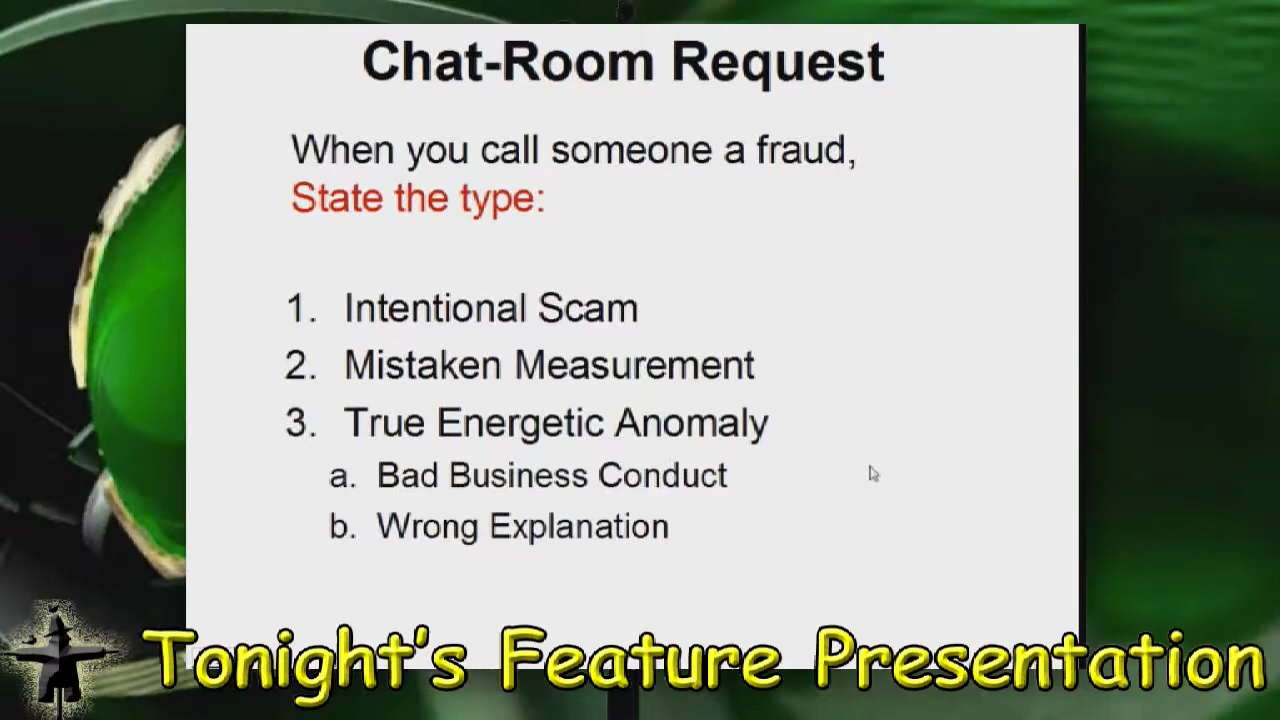 Chat-Room Request
When you call someone a fraud,
State the type:
1. Intentional Scam
2. Mistaken Measurement
3. True Energetic Anomaly
a. Bad Business Conduct
b. Wrong Explanation
Tonight's Feature Presentation